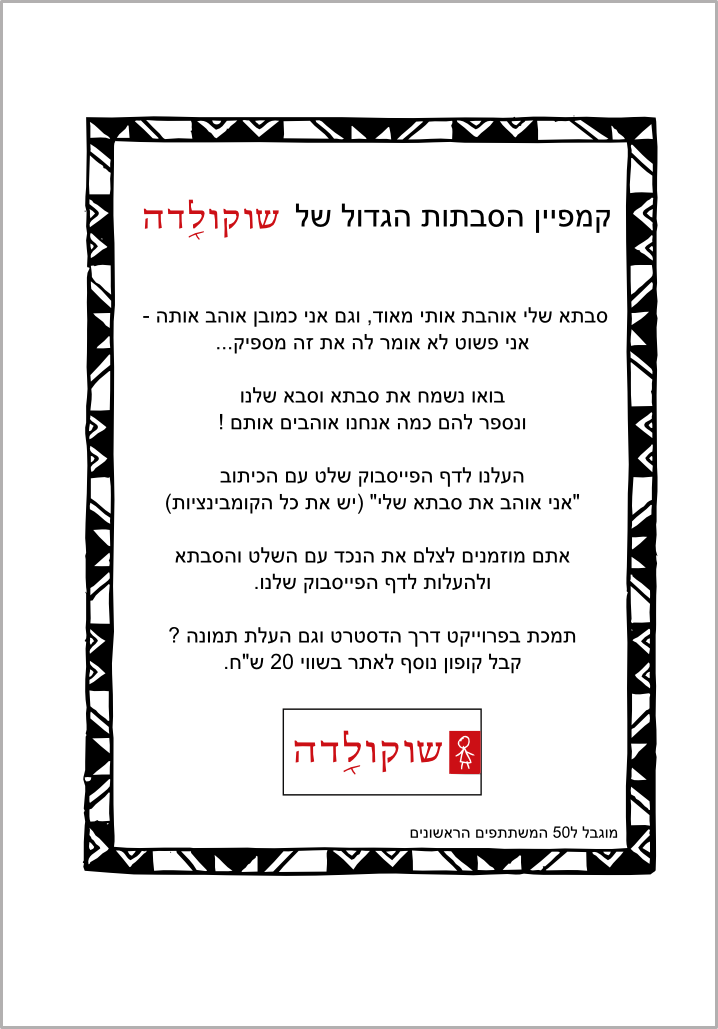 קמפיין הסבתות הגדול של שוקולָדה
סבתא שלי אוהבת אותי מאוד, וגם אני כמובן אוהב אותה -
אני פשוט לא אומר לה את זה מספיק...
בואו נשמח את סבתא וסבא שלנו
ונספר להם כמה אנחנו אוהבים אותם !
העלנו לדף הפייסבוק שלט עם הכיתוב
"אני אוהב את סבתא שלי" (יש את כל הקומבינציות)
אתם מוזמנים לצלם את הנכד עם השלט והסבתא
ולהעלות לדף הפייסבוק שלנו.
תמכת בפרוייקט דרך הדסטרט וגם העלת תמונה ?
קבל קופון נוסף לאתר בשווי 20 ש"ח.
שוקולָדה
מוגבל ל50 המשתתפים הראשונים